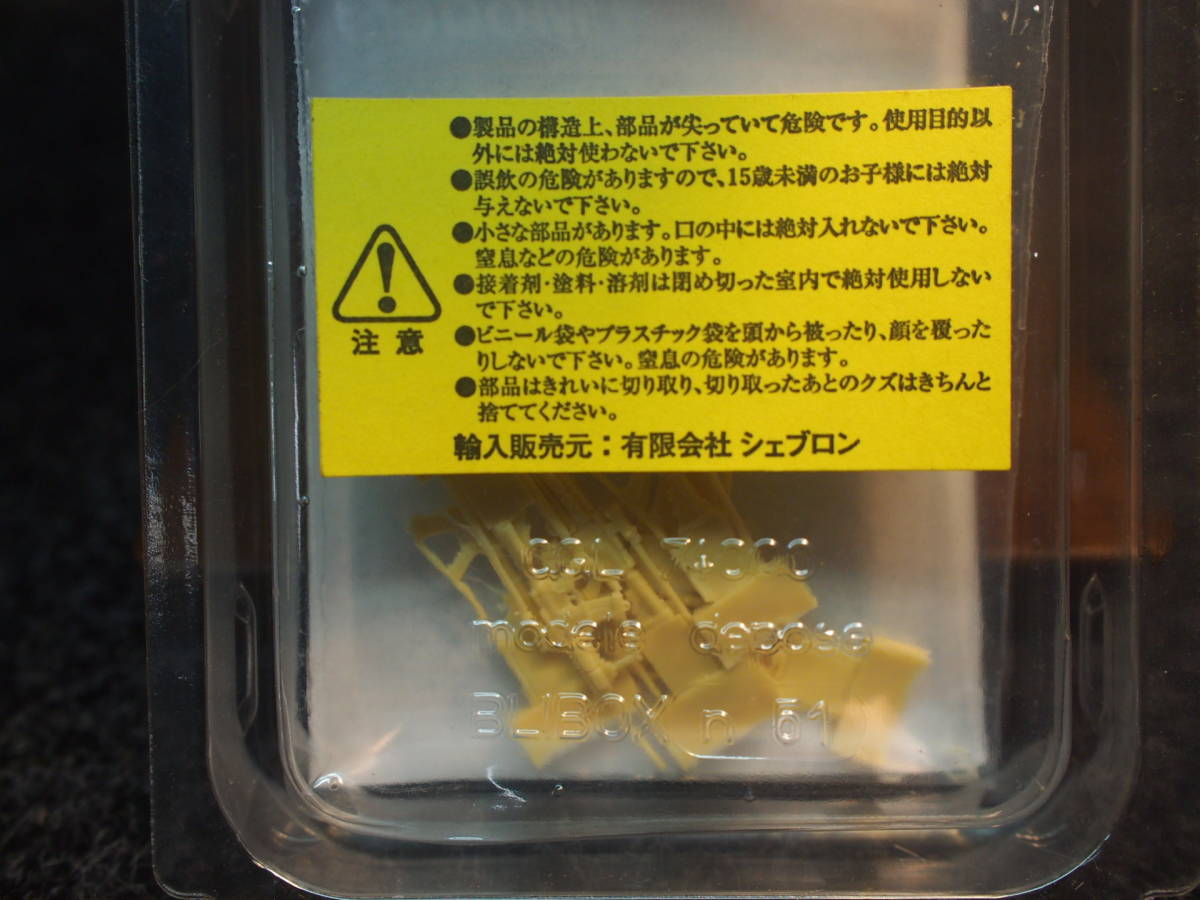 ●製品の構造上、部品が尖っていて危険です。使用目的以
外には絶対使わないで下さい。
●誤飲の危険がありますので、15歳未満のお子様には絶対
与えないで下さい。
●小さな部品があります。口の中には絶対入れないで下さい。
窒息などの危険があります。
●接着剤・塗料・溶剤は閉め切った室内で絶対使用しない
で下さい。
●ビニール袋やプラスチック袋を頭から被ったり、顔を覆った
りしないで下さい。窒息の危険があります。
●部品はきれいに切り取り、切り取ったあとのクズはきちんと
捨ててください。
注意
輸入販売元：有限会社 シェブロン
modele depose
BLIBOX n 51